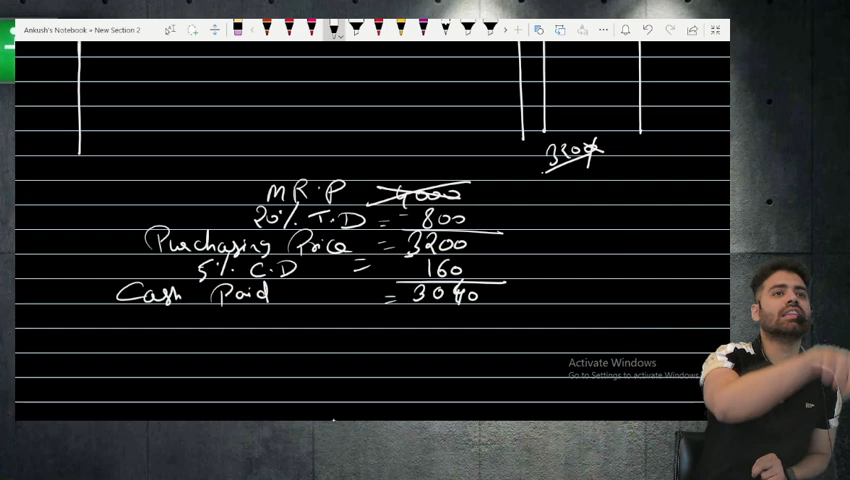 Ankush's Notebook » New Section 2
3200
M R.P 4000
20% T.D = - 800
Purchasing Price = 3200
5% C.D = 160
Cash Paid = 3040
Activate Windows
Go to Settings to activate Windows.